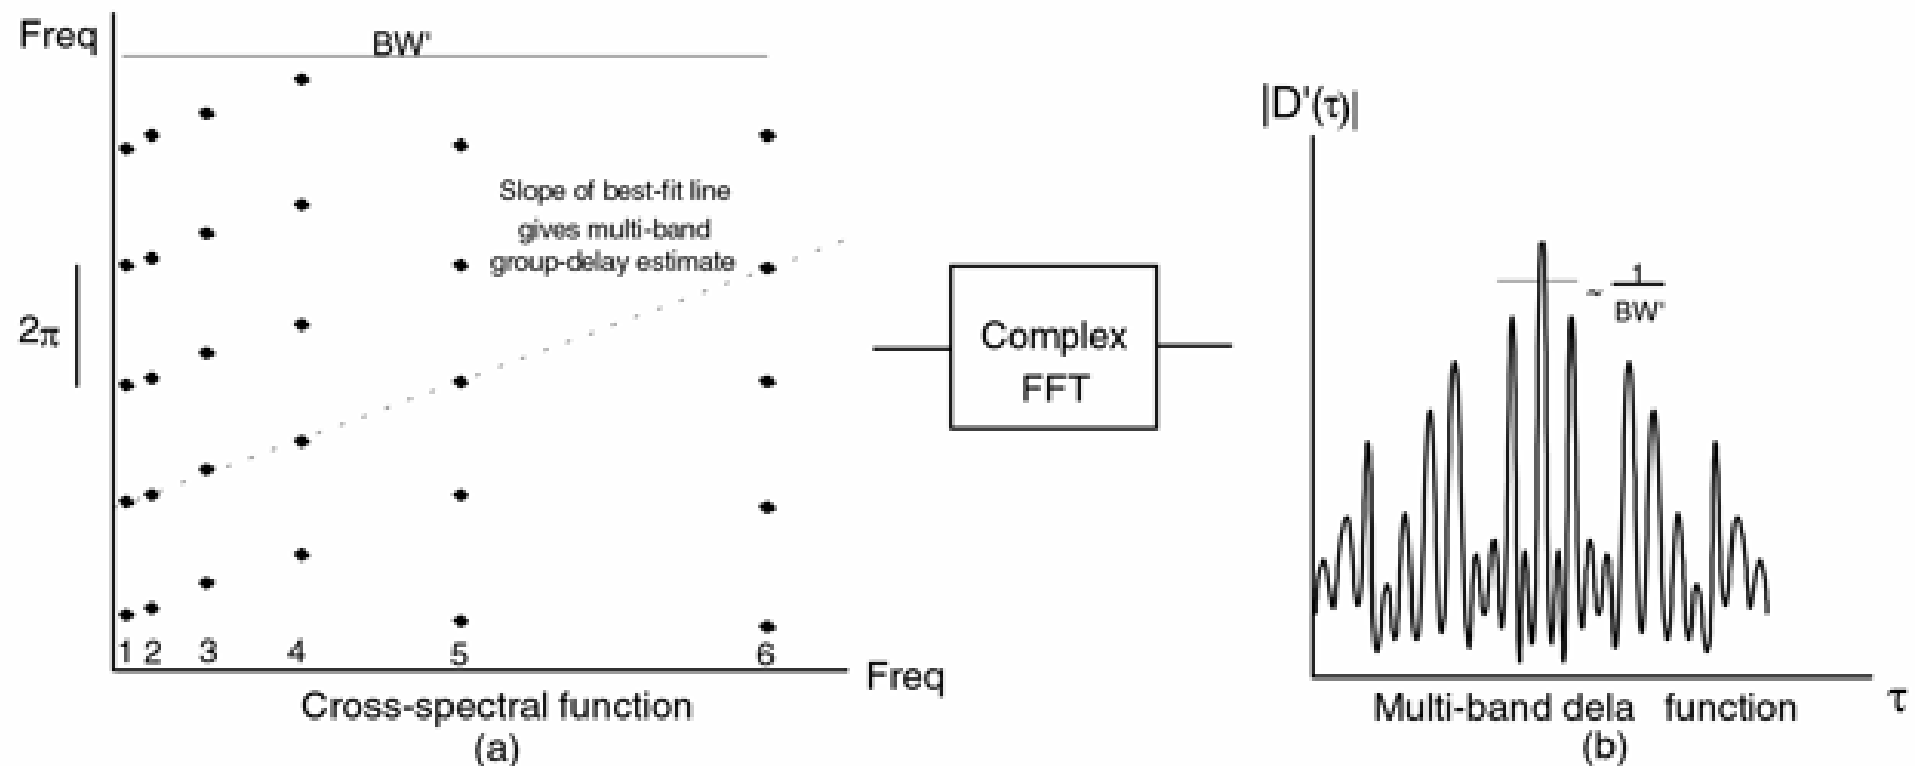 Freq
BW'
Slope of best-fit line
gives multi-band
group-delay estimate
2π
1 2 3 4 5 6
Freq
Cross-spectral function
(a)
Complex
FFT
|D'(τ)|
~ 1
BW'
τ
Multi-band dela function
(b)